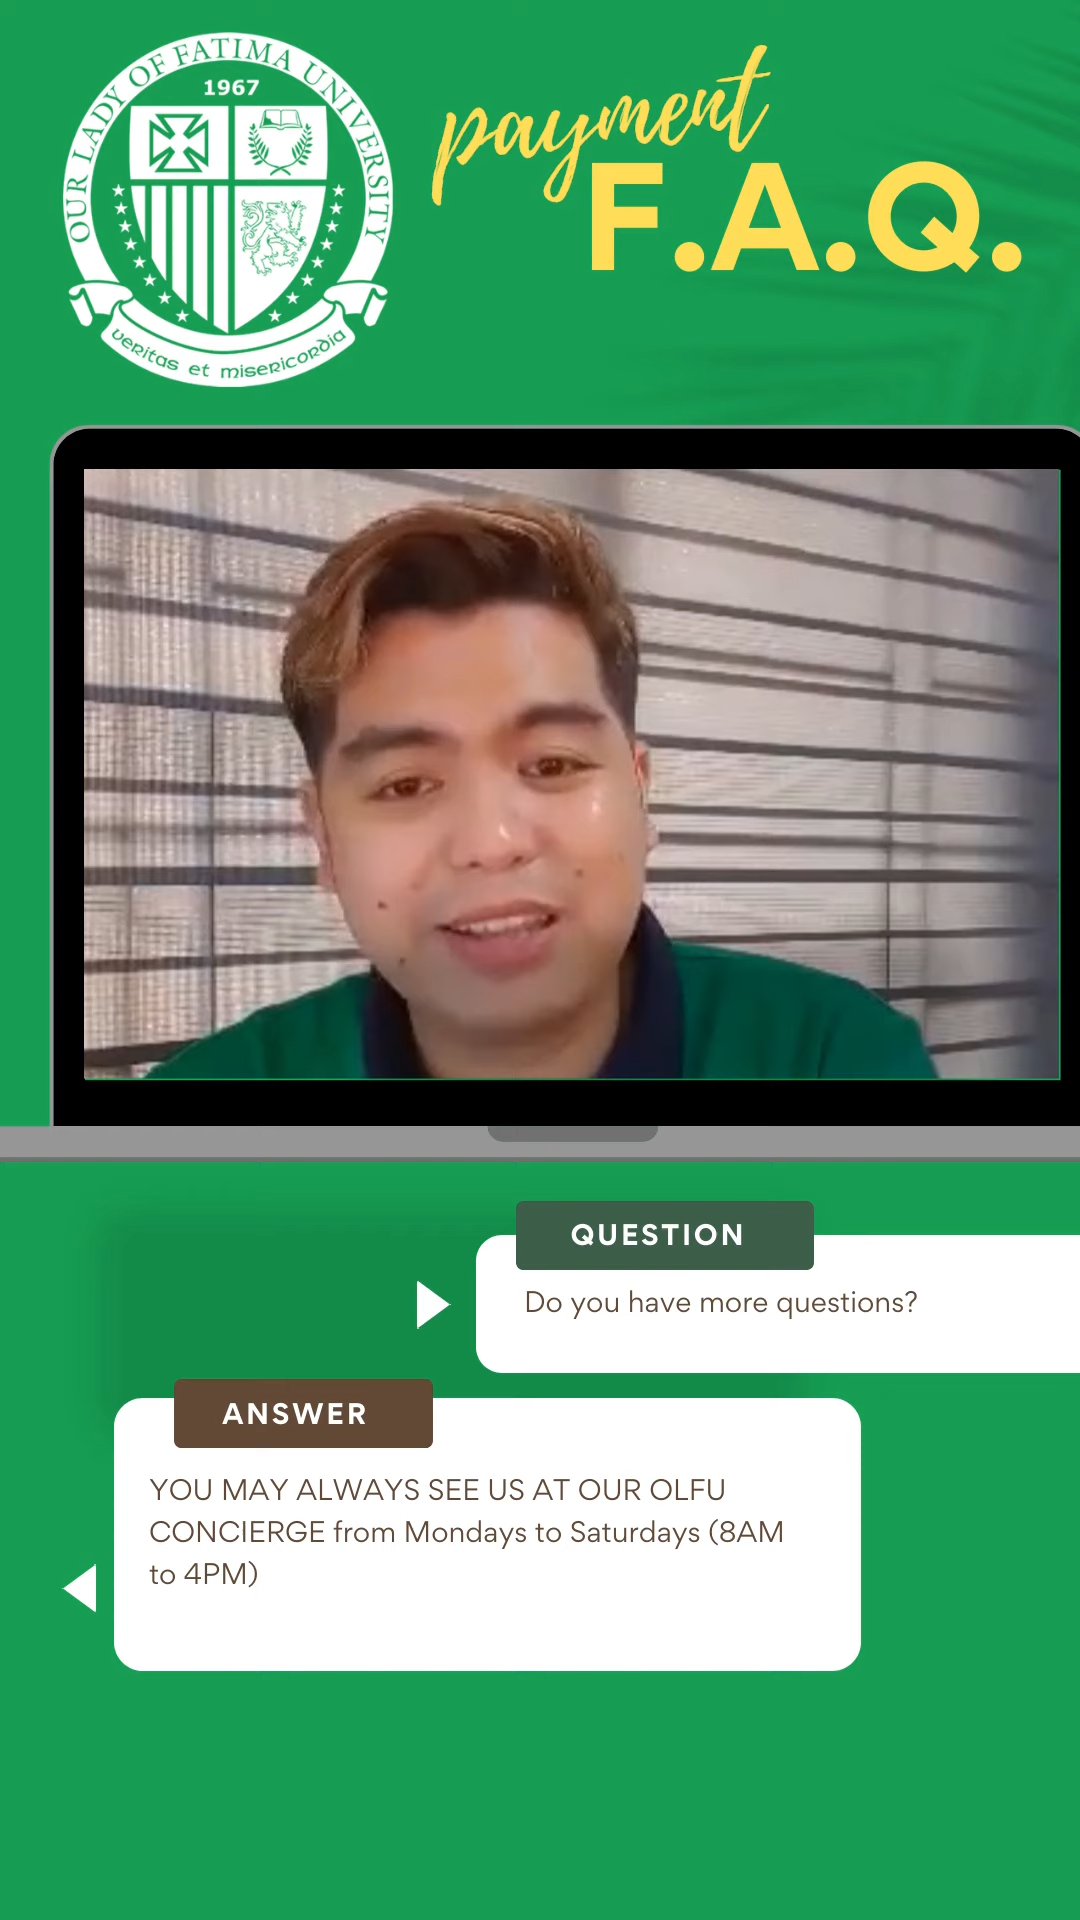 OUR LADY OF FATIMA UNIVERSITY
1967
veritas et misericordia
payment
F.A.Q.
QUESTION
Do you have more questions?
ANSWER
YOU MAY ALWAYS SEE US AT OUR OLFU
CONCIERGE from Mondays to Saturdays (8AM
to 4PM)